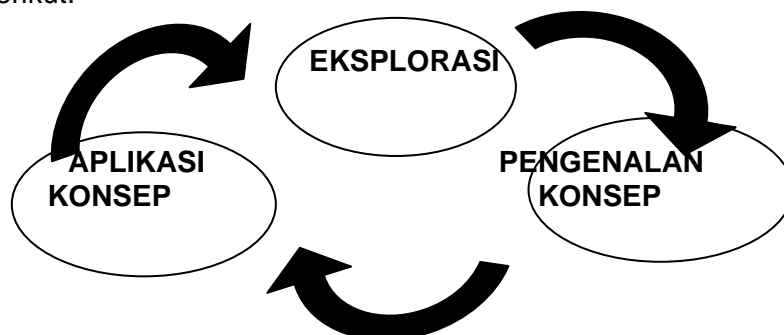 EKSPLORASI
APLIKASI
KONSEP
PENGENALAN
KONSEP